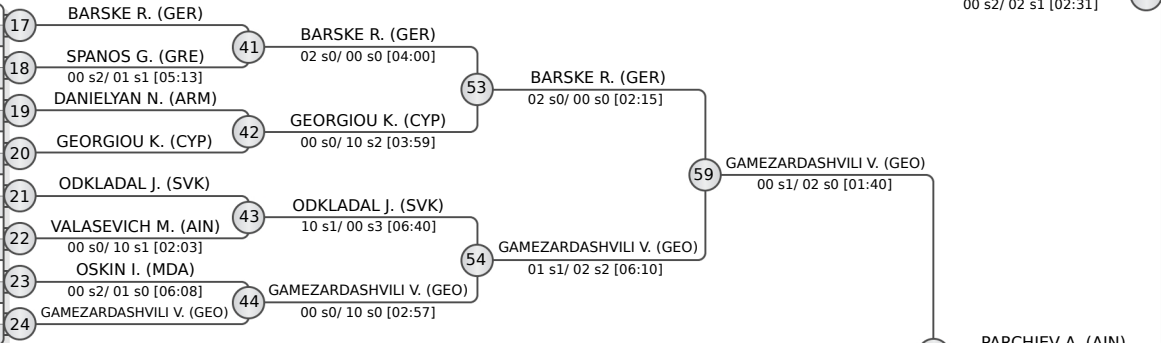 00 s2/ 02 s1 [02:31]
17
BARSKE R. (GER)
18
SPANOS G. (GRE)
00 s2/ 01 s1 [05:13]
19
DANIELYAN N. (ARM)
20
GEORGIOU K. (CYP)
21
ODKLADAL J. (SVK)
22
VALASEVICH M. (AIN)
00 s0/ 10 s1 [02:03]
23
OSKIN I. (MDA)
00 s2/ 01 s0 [06:08]
24
GAMEZARDASHVILI V. (GEO)
41
BARSKE R. (GER)
02 s0/ 00 s0 [04:00]
42
GEORGIOU K. (CYP)
00 s0/ 10 s2 [03:59]
43
ODKLADAL J. (SVK)
10 s1/ 00 s3 [06:40]
44
GAMEZARDASHVILI V. (GEO)
00 s0/ 10 s0 [02:57]
53
BARSKE R. (GER)
02 s0/ 00 s0 [02:15]
54
GAMEZARDASHVILI V. (GEO)
01 s1/ 02 s2 [06:10]
59
GAMEZARDASHVILI V. (GEO)
00 s1/ 02 s0 [01:40]
PARCHIEV A. (AIN)